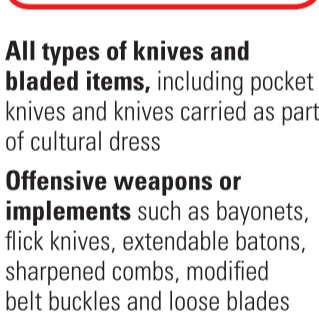 All types of knives and
bladed items, including pocket
knives and knives carried as part
of cultural dress
Offensive weapons or
implements such as bayonets,
flick knives, extendable batons,
sharpened combs, modified
belt buckles and loose blades